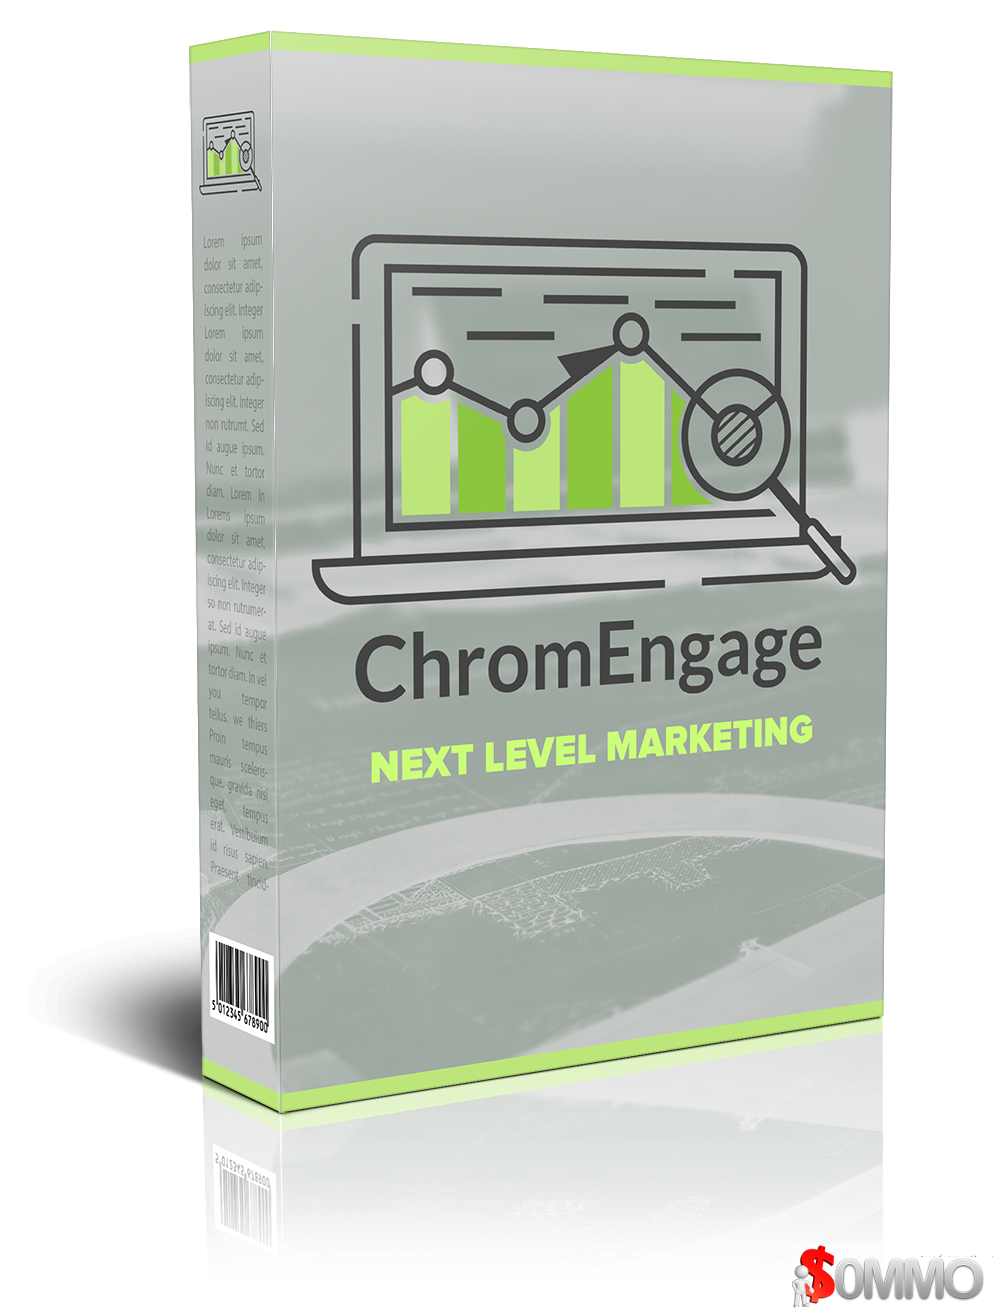 Lorem ipsum
dolor sit amet,
consectetur adip-
iscing elit. Integer
Lorem ipsum
dolor sit amet,
consectetur adip-
iscing elit. Integer
non rutrumt. Sed
id augue ipsum.
Nunc et tortor
diam. Lorem In
Lorems ipsum
dolor sit amet,
consectetur adip-
iscing elit. Integer
so non rutrumer-
at. Sed id augue
ipsum. Nunc et
tortor diam. in vel
you tempor
tellus. we thiers
Proin tempus
mauris sceleris-
que, gravida nisi
eget, tempus
erat. Vestibulum
id risus sapien.
Praesent tincid-
5 012345 678900
ChromEngage
NEXT LEVEL MARKETING
$0MMO